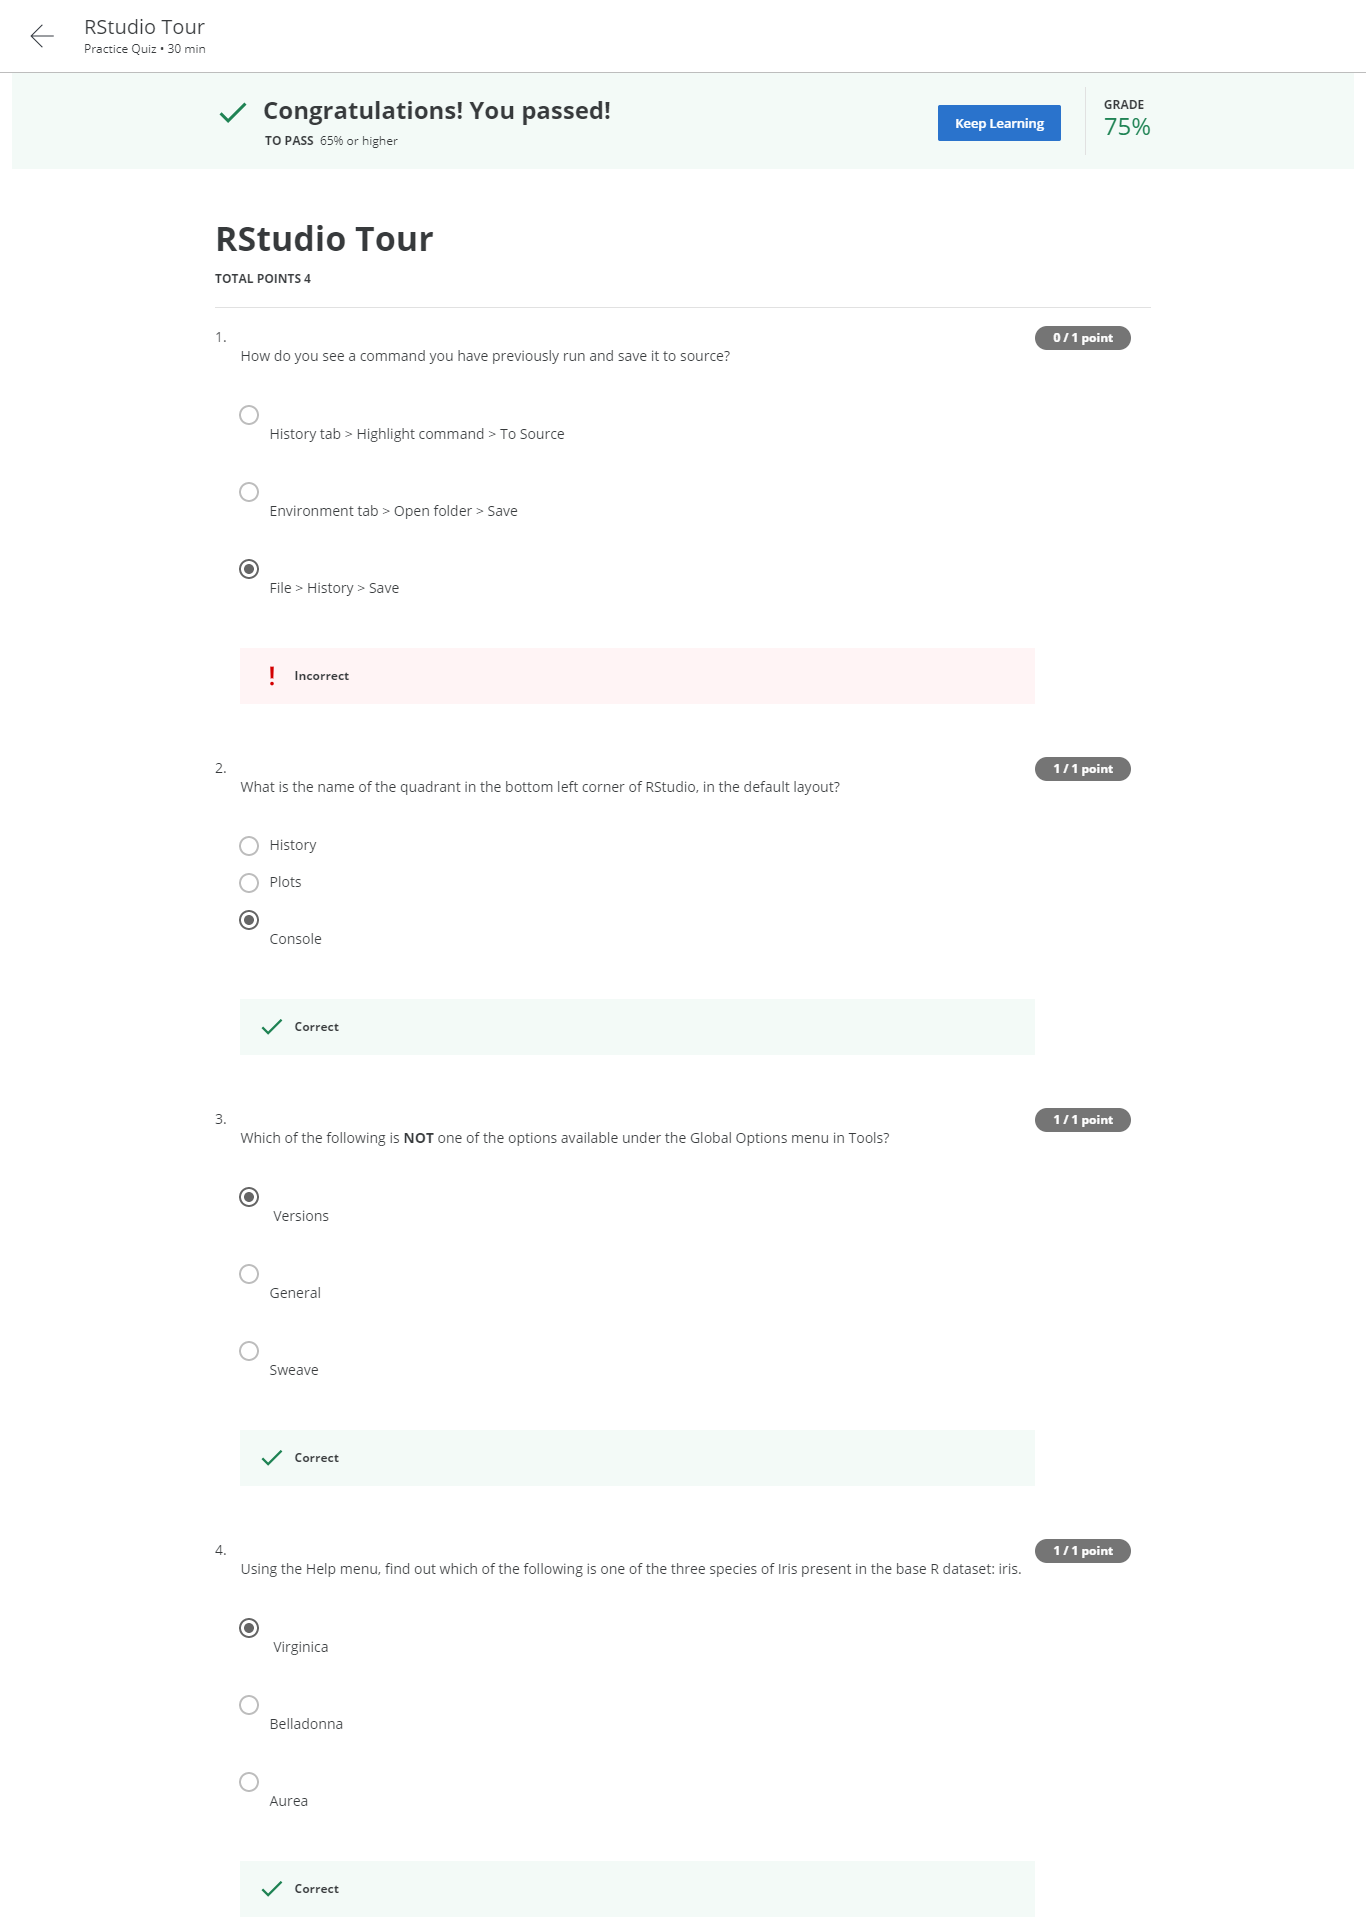 RStudio Tour
Practice Quiz • 30 min
Congratulations! You passed!
TO PASS 65% or higher
Keep Learning
GRADE
75%
RStudio Tour
TOTAL POINTS 4
1.
0 / 1 point
How do you see a command you have previously run and save it to source?
History tab > Highlight command > To Source
Environment tab > Open folder > Save
File > History > Save
Incorrect
2.
1 / 1 point
What is the name of the quadrant in the bottom left corner of RStudio, in the default layout?
History
Plots
Console
Correct
3.
1 / 1 point
Which of the following is NOT one of the options available under the Global Options menu in Tools?
Versions
General
Sweave
Correct
4.
1 / 1 point
Using the Help menu, find out which of the following is one of the three species of Iris present in the base R dataset: iris.
Virginica
Belladonna
Aurea
Correct